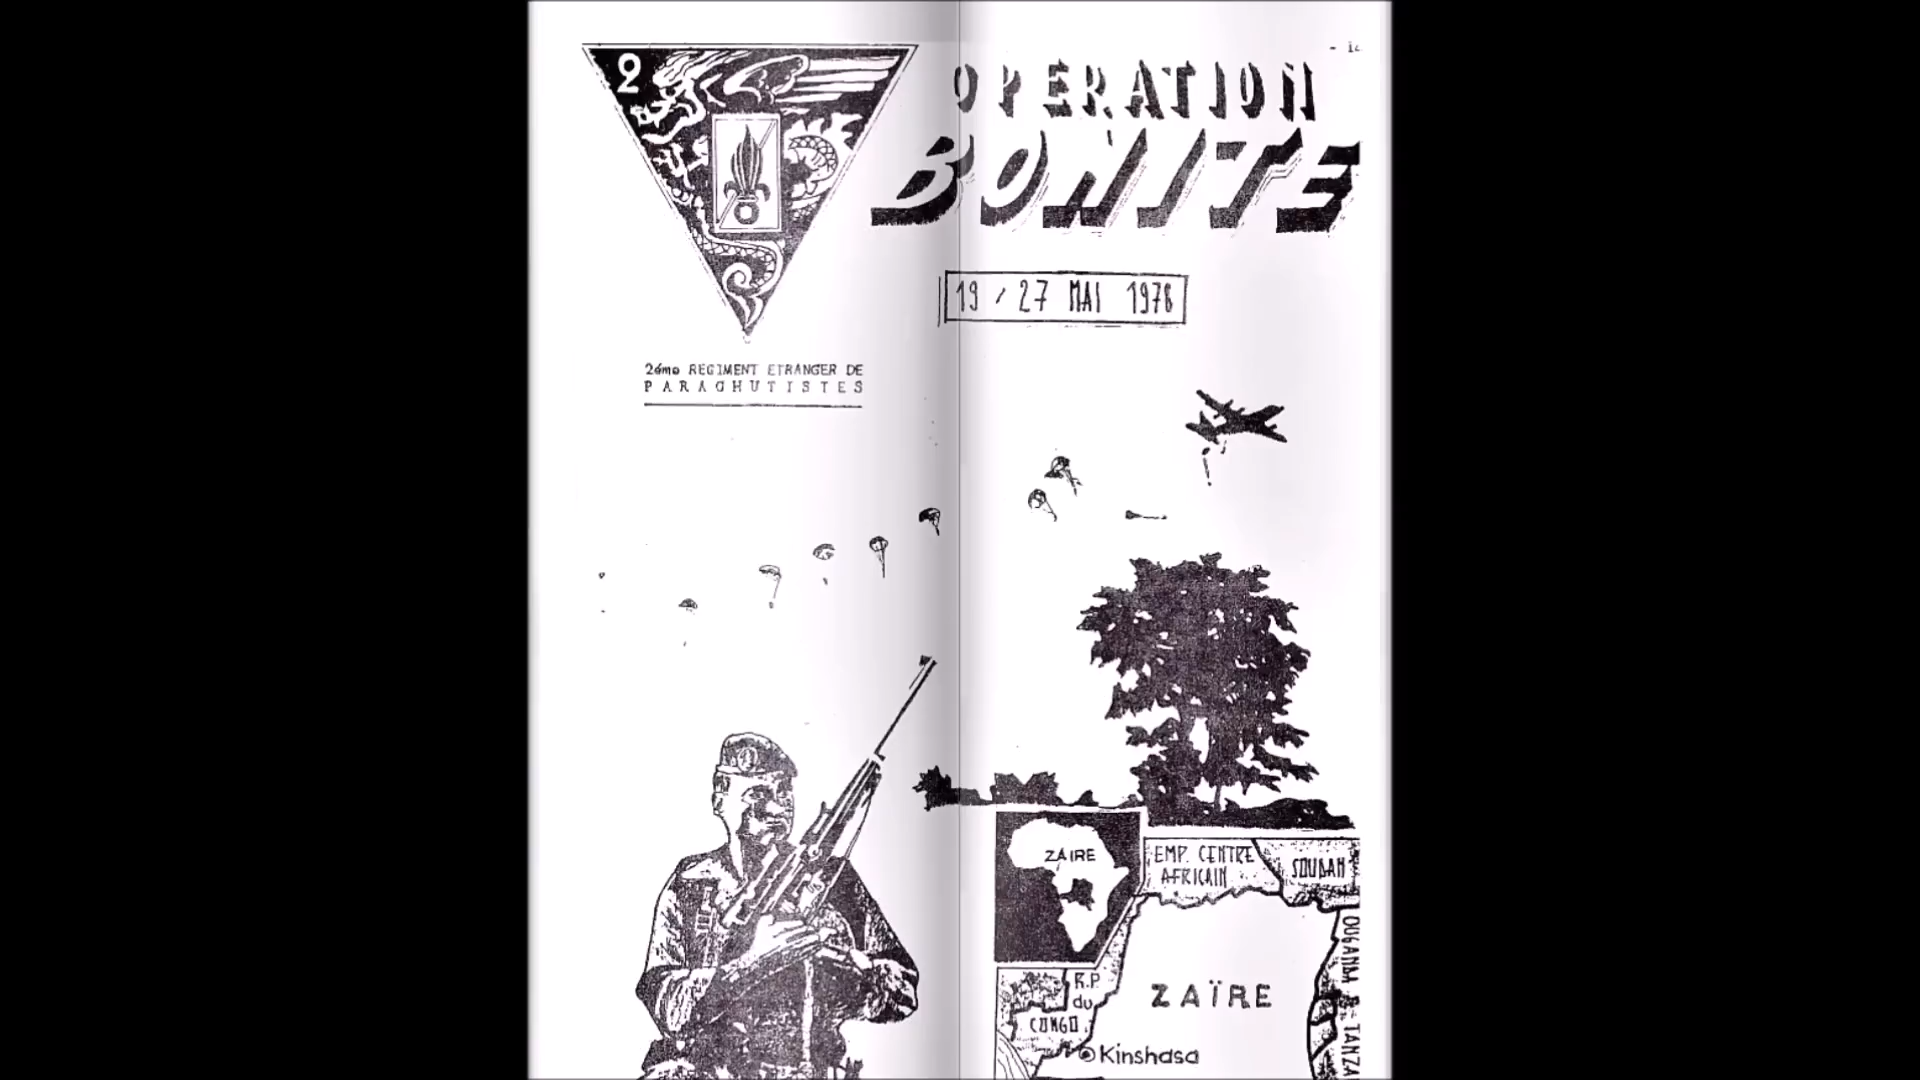 2
OPERATION
BONITE
19 / 27 MAI 1978
2ème REGIMENT ETRANGER DE
PARACHUTISTES
ZAIRE
EMP. CENTRE
AFRICAIN
SOUDAN
OUGANDA
R.P.
du
CONGO
ZAÏRE
Kinshasa